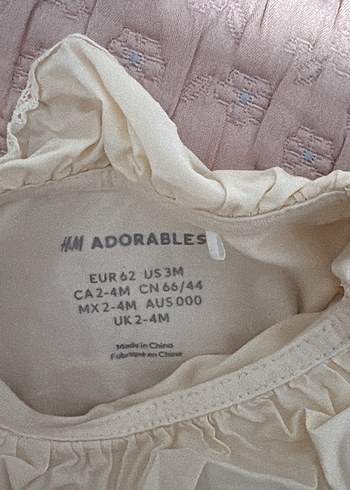 H&M ADORABLES
EUR 62 US 3M
CA 2-4M CN 66/44
MX 2-4M AUS 000
UK 2-4M
Made in China
Fabriqué en Chine